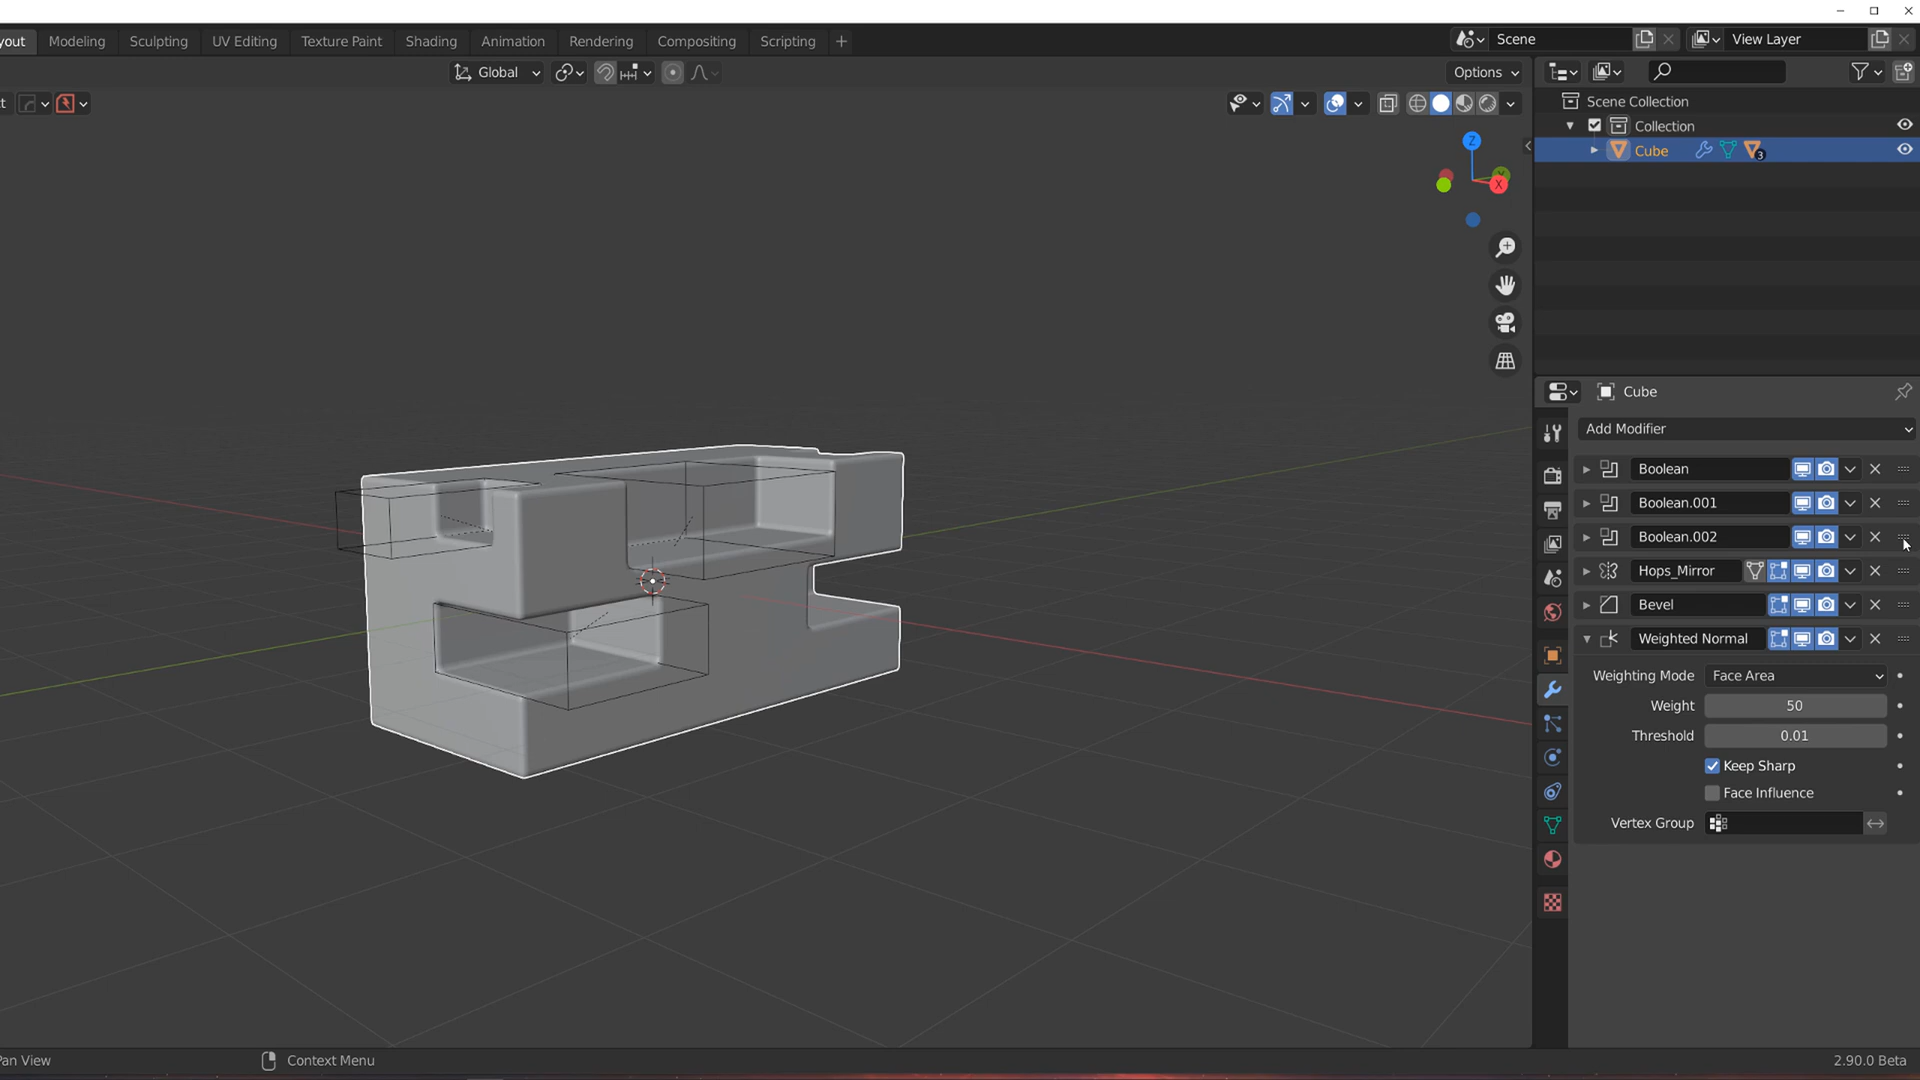 yout Modeling Sculpting UV Editing Texture Paint Shading Animation Rendering Compositing Scripting + Scene View Layer
Global Options
t
Scene Collection
Collection
Cube 3
Z
Y
X
Cube
Add Modifier
Boolean
Boolean.001
Boolean.002
Hops_Mirror
Bevel
Weighted Normal
Weighting Mode Face Area
Weight 50
Threshold 0.01
Keep Sharp
Face Influence
Vertex Group
Pan View Context Menu 2.90.0 Beta